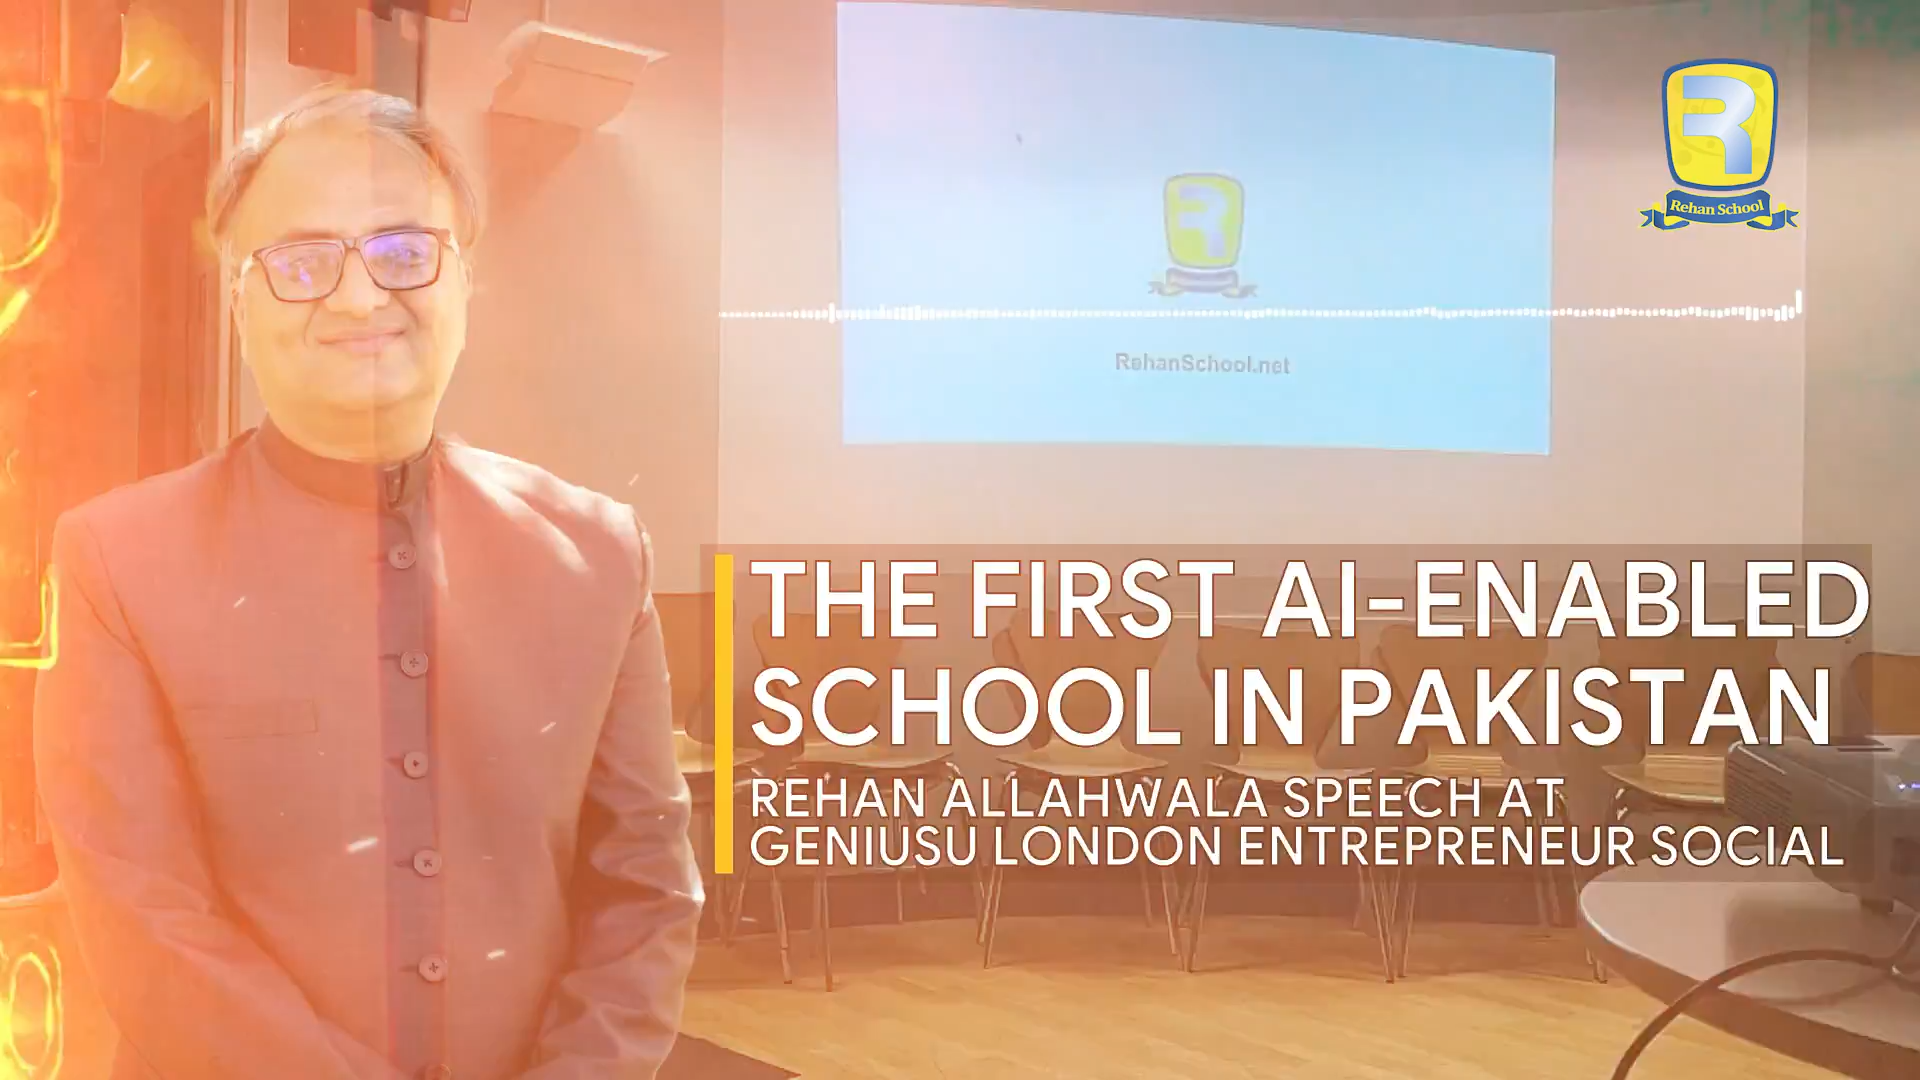 Rehan School
RehanSchool.net
THE FIRST AI-ENABLED
SCHOOL IN PAKISTAN
REHAN ALLAHWALA SPEECH AT
GENIUSU LONDON ENTREPRENEUR SOCIAL